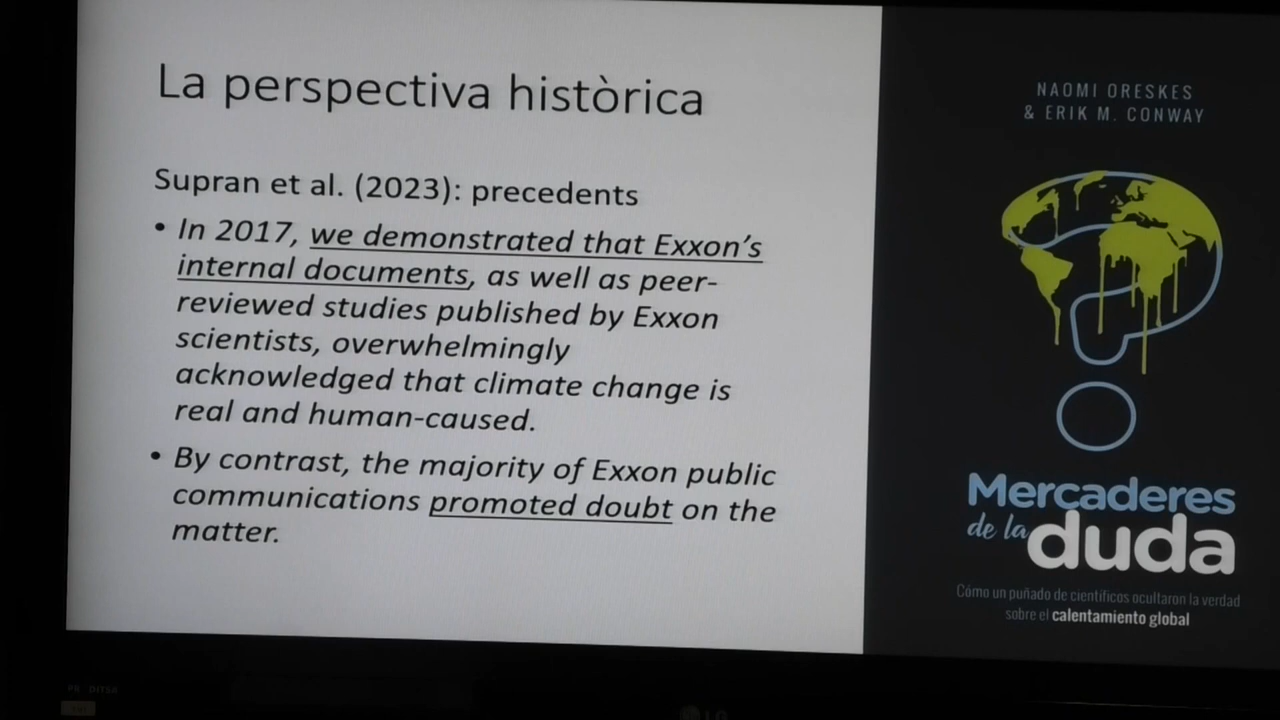 La perspectiva històrica
Supran et al. (2023): precedents
• In 2017, we demonstrated that Exxon’s
internal documents, as well as peer-
reviewed studies published by Exxon
scientists, overwhelmingly
acknowledged that climate change is
real and human-caused.
• By contrast, the majority of Exxon public
communications promoted doubt on the
matter.
NAOMI ORESKES
& ERIK M. CONWAY
Mercaderes
de la
duda
Cómo un puñado de científicos ocultaron la verdad
sobre el calentamiento global
LG